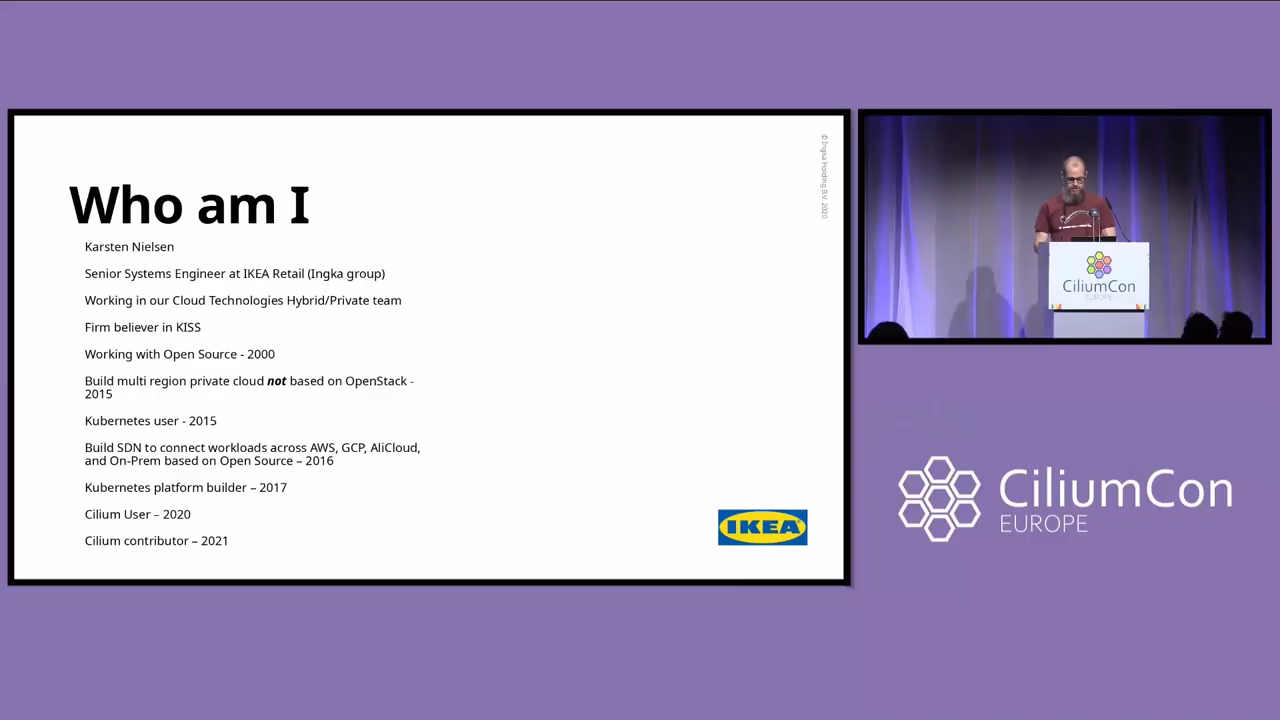 © Ingka Holding B.V. 2020
Who am I
Karsten Nielsen
Senior Systems Engineer at IKEA Retail (Ingka group)
Working in our Cloud Technologies Hybrid/Private team
Firm believer in KISS
Working with Open Source - 2000
Build multi region private cloud not based on OpenStack -
2015
Kubernetes user - 2015
Build SDN to connect workloads across AWS, GCP, AliCloud,
and On-Prem based on Open Source – 2016
Kubernetes platform builder – 2017
Cilium User – 2020
Cilium contributor – 2021
IKEA
CiliumCon
EUROPE
CiliumCon
EUROPE